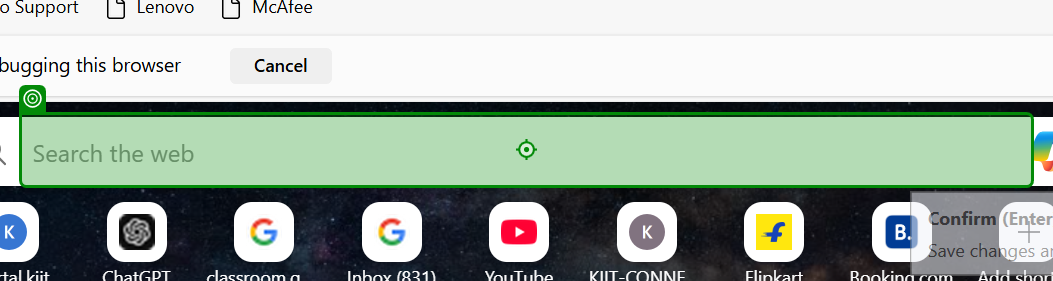 o Support Lenovo McAfee
bugging this browser Cancel
Search the web
K K B.
rtal.kiit ChatGPT classroom.g Inbox (831) YouTube KIIT-CONNE Flipkart Booking.com Add short
Confirm (Enter
Save changes an